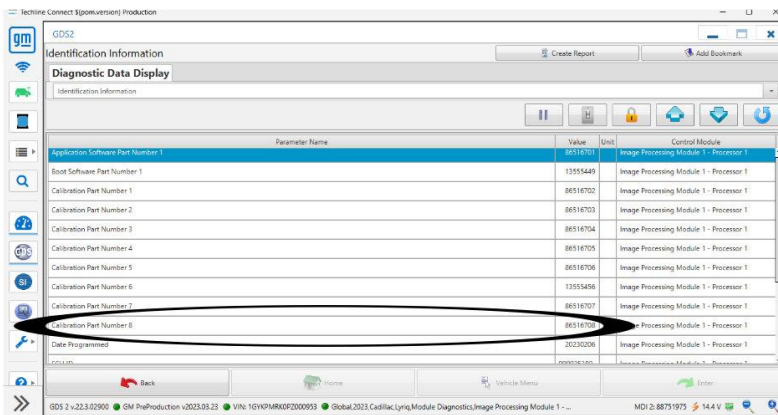 Techline Connect $(pom.version) Production
gm
GDS2
Identification Information
Create Report
Add Bookmark
Diagnostic Data Display
Identification Information
Parameter Name Value Unit Control Module
Application Software Part Number 1 86516701 Image Processing Module 1 - Processor 1
Boot Software Part Number 1 13555449 Image Processing Module 1 - Processor 1
Calibration Part Number 1 86516702 Image Processing Module 1 - Processor 1
Calibration Part Number 2 86516703 Image Processing Module 1 - Processor 1
Calibration Part Number 3 86516704 Image Processing Module 1 - Processor 1
Calibration Part Number 4 86516705 Image Processing Module 1 - Processor 1
Calibration Part Number 5 86516706 Image Processing Module 1 - Processor 1
Calibration Part Number 6 13555456 Image Processing Module 1 - Processor 1
Calibration Part Number 7 86516707 Image Processing Module 1 - Processor 1
Calibration Part Number 8 86516708 Processing Module 1 - Processor 1
Date Programmed 20230206 Image Processing Module 1 - Processor 1
GDS
SI
Back
Home
Vehicle Menu
Enter
GDS 2 v.22.3.02900 GM PreProduction v2023.03.23 VIN: 1GYKPMRK0PZ000953 Global,2023,Cadillac,Lyriq,Module Diagnostics,Image Processing Module 1 - ... MDI 2: 88751975 14.4 V